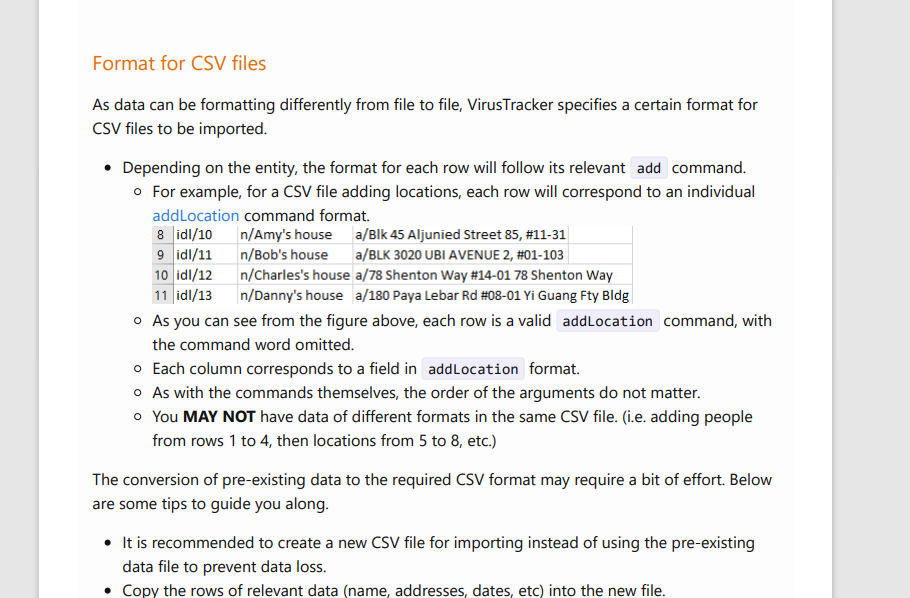 Format for CSV files
As data can be formatting differently from file to file, VirusTracker specifies a certain format for
CSV files to be imported.
• Depending on the entity, the format for each row will follow its relevant add command.
○ For example, for a CSV file adding locations, each row will correspond to an individual
addLocation command format.
8 idl/10 n/Amy's house a/Blk 45 Aljunied Street 85, #11-31
9 idl/11 n/Bob's house a/BLK 3020 UBI AVENUE 2, #01-103
10 idl/12 n/Charles's house a/78 Shenton Way #14-01 78 Shenton Way
11 idl/13 n/Danny's house a/180 Paya Lebar Rd #08-01 Yi Guang Fty Bldg
○ As you can see from the figure above, each row is a valid addLocation command, with
the command word omitted.
○ Each column corresponds to a field in addLocation format.
○ As with the commands themselves, the order of the arguments do not matter.
○ You MAY NOT have data of different formats in the same CSV file. (i.e. adding people
from rows 1 to 4, then locations from 5 to 8, etc.)
The conversion of pre-existing data to the required CSV format may require a bit of effort. Below
are some tips to guide you along.
• It is recommended to create a new CSV file for importing instead of using the pre-existing
data file to prevent data loss.
• Copy the rows of relevant data (name, addresses, dates, etc) into the new file.